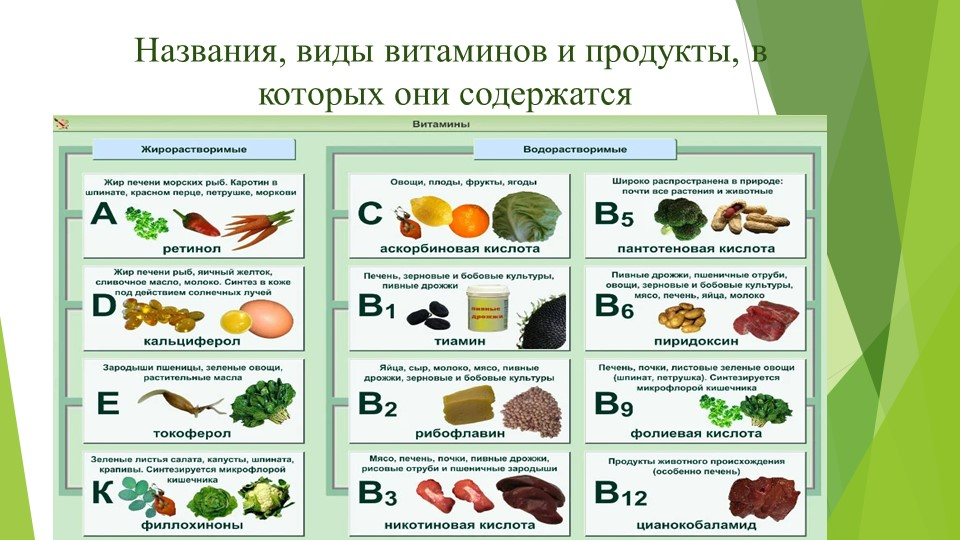 Названия, виды витаминов и продукты, в
которых они содержатся
Витамины
Жирорастворимые
Жир печени морских рыб. Каротин в
шпинате, красном перце, петрушке, моркови
A
ретинол
Жир печени рыб, яичный желток,
сливочное масло, молоко. Синтез в коже
под действием солнечных лучей
D
кальциферол
Зародыши пшеницы, зеленые овощи,
растительные масла
E
токоферол
Зеленые листья салата, капусты, шпината,
крапивы. Синтезируется микрофлорой
кишечника
К
филлохиноны
Водорастворимые
Овощи, плоды, фрукты, ягоды
C
аскорбиновая кислота
Печень, зерновые и бобовые культуры,
пивные дрожжи
B1
Пивные
дрожжи
тиамин
Яйца, сыр, молоко, мясо, пивные
дрожжи, зерновые и бобовые культуры
B2
рибофлавин
Мясо, печень, почки, пивные дрожжи,
рисовые отруби и пшеничные зародыши
B3
никотиновая кислота
Широко распространена в природе:
почти все растения и животные
B5
пантотеновая кислота
Пивные дрожжи, пшеничные отруби,
овощи, зерновые и бобовые культуры,
мясо, печень, яйца, молоко
B6
пиридоксин
Печень, почки, листовые зеленые овощи
(шпинат, петрушка). Синтезируется
микрофлорой кишечника
B9
фолиевая кислота
Продукты животного происхождения
(особенно печень)
B12
цианокобаламид